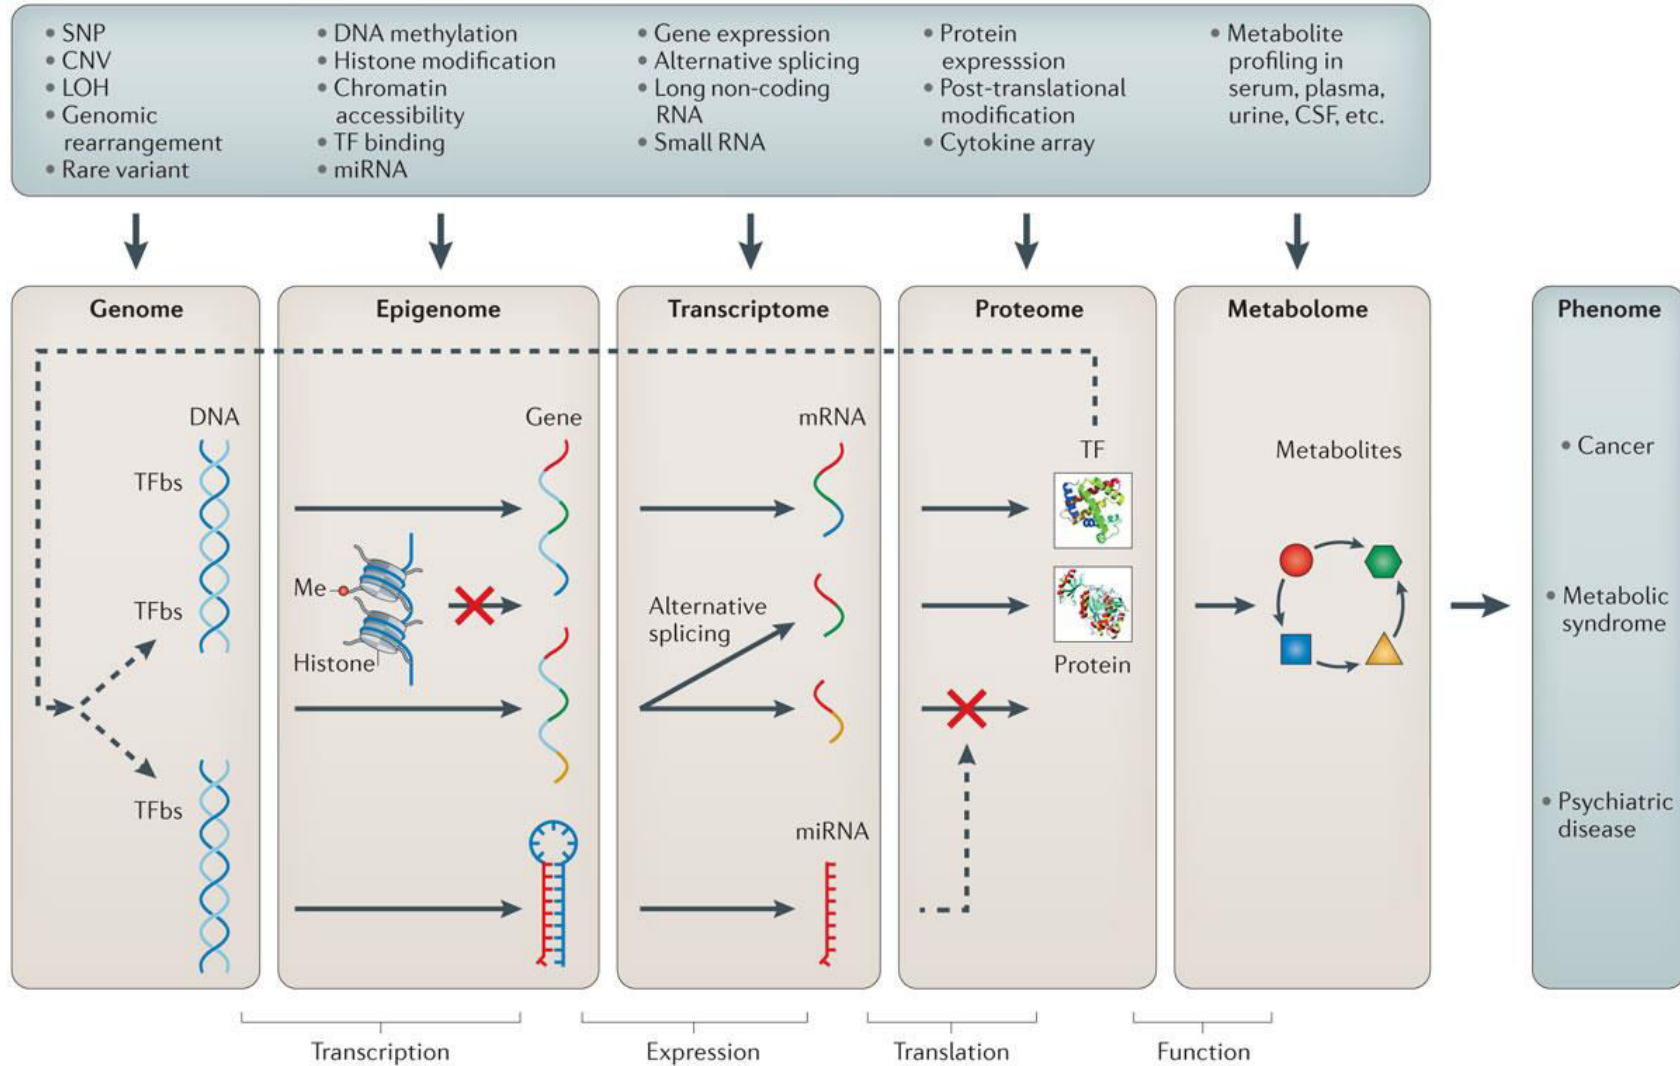 • SNP
• CNV
• LOH
• Genomic
rearrangement
• Rare variant
• DNA methylation
• Histone modification
• Chromatin
accessibility
• TF binding
• miRNA
• Gene expression
• Alternative splicing
• Long non-coding
RNA
• Small RNA
• Protein
expresssion
• Post-translational
modification
• Cytokine array
• Metabolite
profiling in
serum, plasma,
urine, CSF, etc.
Genome
DNA
TFbs
TFbs
TFbs
Epigenome
Gene
Me
Histone
Transcriptome
mRNA
Alternative
splicing
miRNA
Proteome
TF
Protein
Metabolome
Metabolites
Phenome
• Cancer
• Metabolic
syndrome
• Psychiatric
disease
Transcription
Expression
Translation
Function